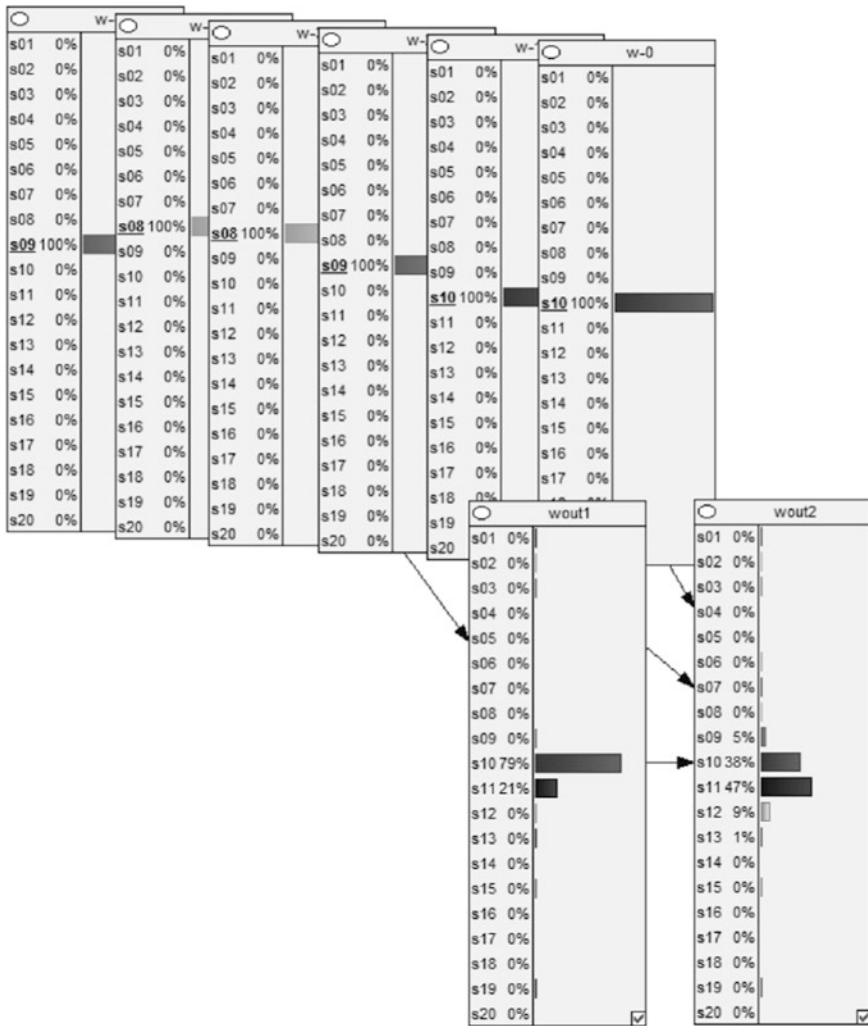 w-
s01 0%
s02 0%
s03 0%
s04 0%
s05 0%
s06 0%
s07 0%
s08 0%
s09 100%
s10 0%
s11 0%
s12 0%
s13 0%
s14 0%
s15 0%
s16 0%
s17 0%
s18 0%
s19 0%
s20 0%
w-
s01 0%
s02 0%
s03 0%
s04 0%
s05 0%
s06 0%
s07 0%
s08 100%
s09 0%
s10 0%
s11 0%
s12 0%
s13 0%
s14 0%
s15 0%
s16 0%
s17 0%
s18 0%
s19 0%
s20 0%
w-
s01 0%
s02 0%
s03 0%
s04 0%
s05 0%
s06 0%
s07 0%
s08 100%
s09 0%
s10 0%
s11 0%
s12 0%
s13 0%
s14 0%
s15 0%
s16 0%
s17 0%
s18 0%
s19 0%
s20 0%
w-
s01 0%
s02 0%
s03 0%
s04 0%
s05 0%
s06 0%
s07 0%
s08 0%
s09 100%
s10 0%
s11 0%
s12 0%
s13 0%
s14 0%
s15 0%
s16 0%
s17 0%
s18 0%
s19 0%
s20 0%
w-
s01 0%
s02 0%
s03 0%
s04 0%
s05 0%
s06 0%
s07 0%
s08 0%
s09 0%
s10 100%
s11 0%
s12 0%
s13 0%
s14 0%
s15 0%
s16 0%
s17 0%
s18 0%
s19
s20
w-0
s01 0%
s02 0%
s03 0%
s04 0%
s05 0%
s06 0%
s07 0%
s08 0%
s09 0%
s10 100%
s11 0%
s12 0%
s13 0%
s14 0%
s15 0%
s16 0%
s17 0%
wout1
s01 0%
s02 0%
s03 0%
s04 0%
s05 0%
s06 0%
s07 0%
s08 0%
s09 0%
s10 79%
s11 21%
s12 0%
s13 0%
s14 0%
s15 0%
s16 0%
s17 0%
s18 0%
s19 0%
s20 0%
wout2
s01 0%
s02 0%
s03 0%
s04 0%
s05 0%
s06 0%
s07 0%
s08 0%
s09 5%
s10 38%
s11 47%
s12 9%
s13 1%
s14 0%
s15 0%
s16 0%
s17 0%
s18 0%
s19 0%
s20 0%